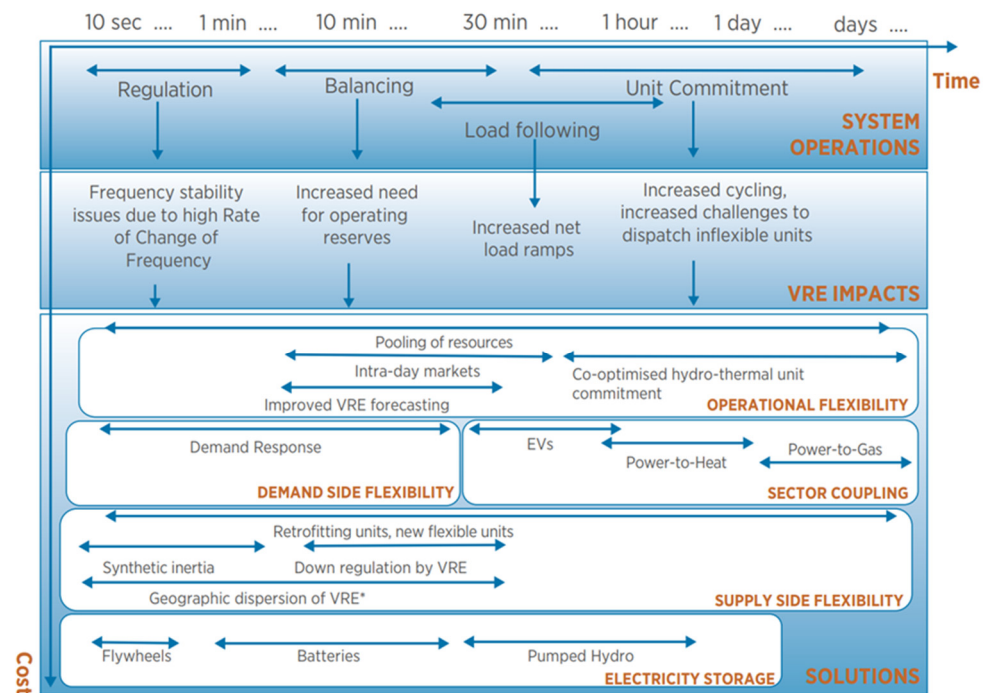 10 sec .... 1 min .... 10 min .... 30 min .... 1 hour .... 1 day .... days ....
Time
Regulation
Balancing
Unit Commitment
Load following
SYSTEM
OPERATIONS
Frequency stability
issues due to high Rate
of Change of
Frequency
Increased need
for operating
reserves
Increased net
load ramps
Increased cycling,
increased challenges to
dispatch inflexible units
VRE IMPACTS
Pooling of resources
Intra-day markets
Improved VRE forecasting
Co-optimised hydro-thermal unit
commitment
OPERATIONAL FLEXIBILITY
Demand Response
DEMAND SIDE FLEXIBILITY
EVs
Power-to-Heat
Power-to-Gas
SECTOR COUPLING
Retrofitting units, new flexible units
Synthetic inertia
Down regulation by VRE
Geographic dispersion of VRE*
SUPPLY SIDE FLEXIBILITY
Flywheels
Batteries
Pumped Hydro
ELECTRICITY STORAGE
SOLUTIONS
Cost